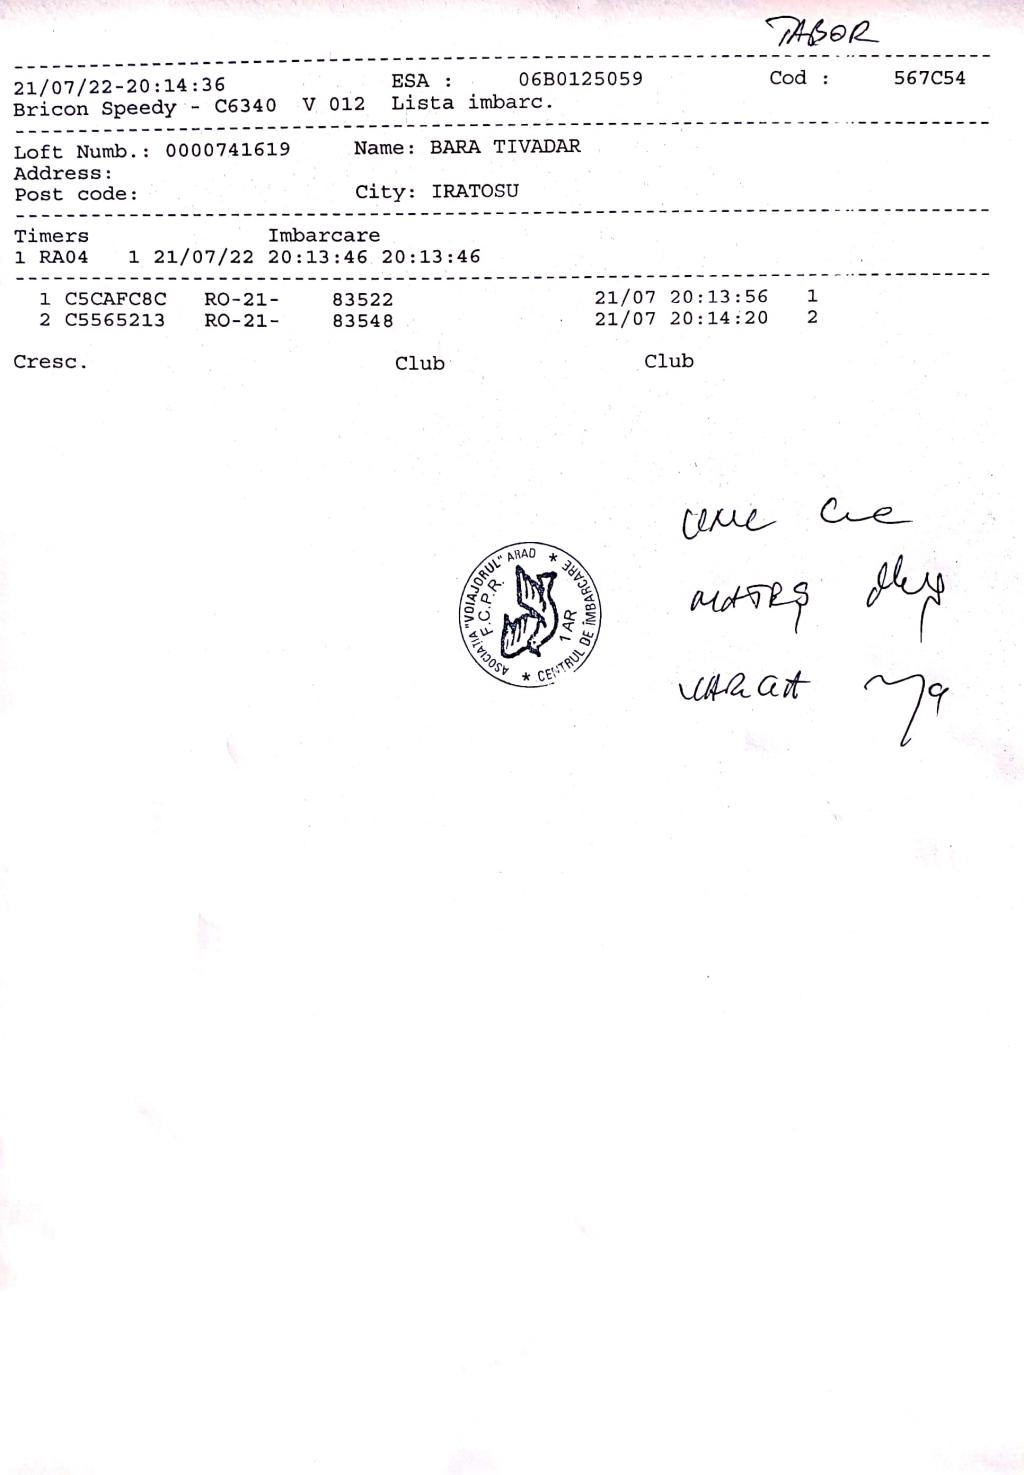 TABOR
21/07/22-20:14:36 ESA : 06B0125059 Cod : 567C54
Bricon Speedy - C6340 V 012 Lista imbarc.
Loft Numb.: 0000741619 Name: BARA TIVADAR
Address:
Post code: City: IRATOSU
Timers Imbarcare
1 RA04 1 21/07/22 20:13:46 20:13:46
1 C5CAFC8C RO-21- 83522 21/07 20:13:56 1
2 C5565213 RO-21- 83548 21/07 20:14:20 2
Cresc. Club Club
ASOCIAȚIA "VOIAJORUL" ARAD * CENTRUL DE ÎMBARCARE *
F.C.P.R.
1 AR
VARGA